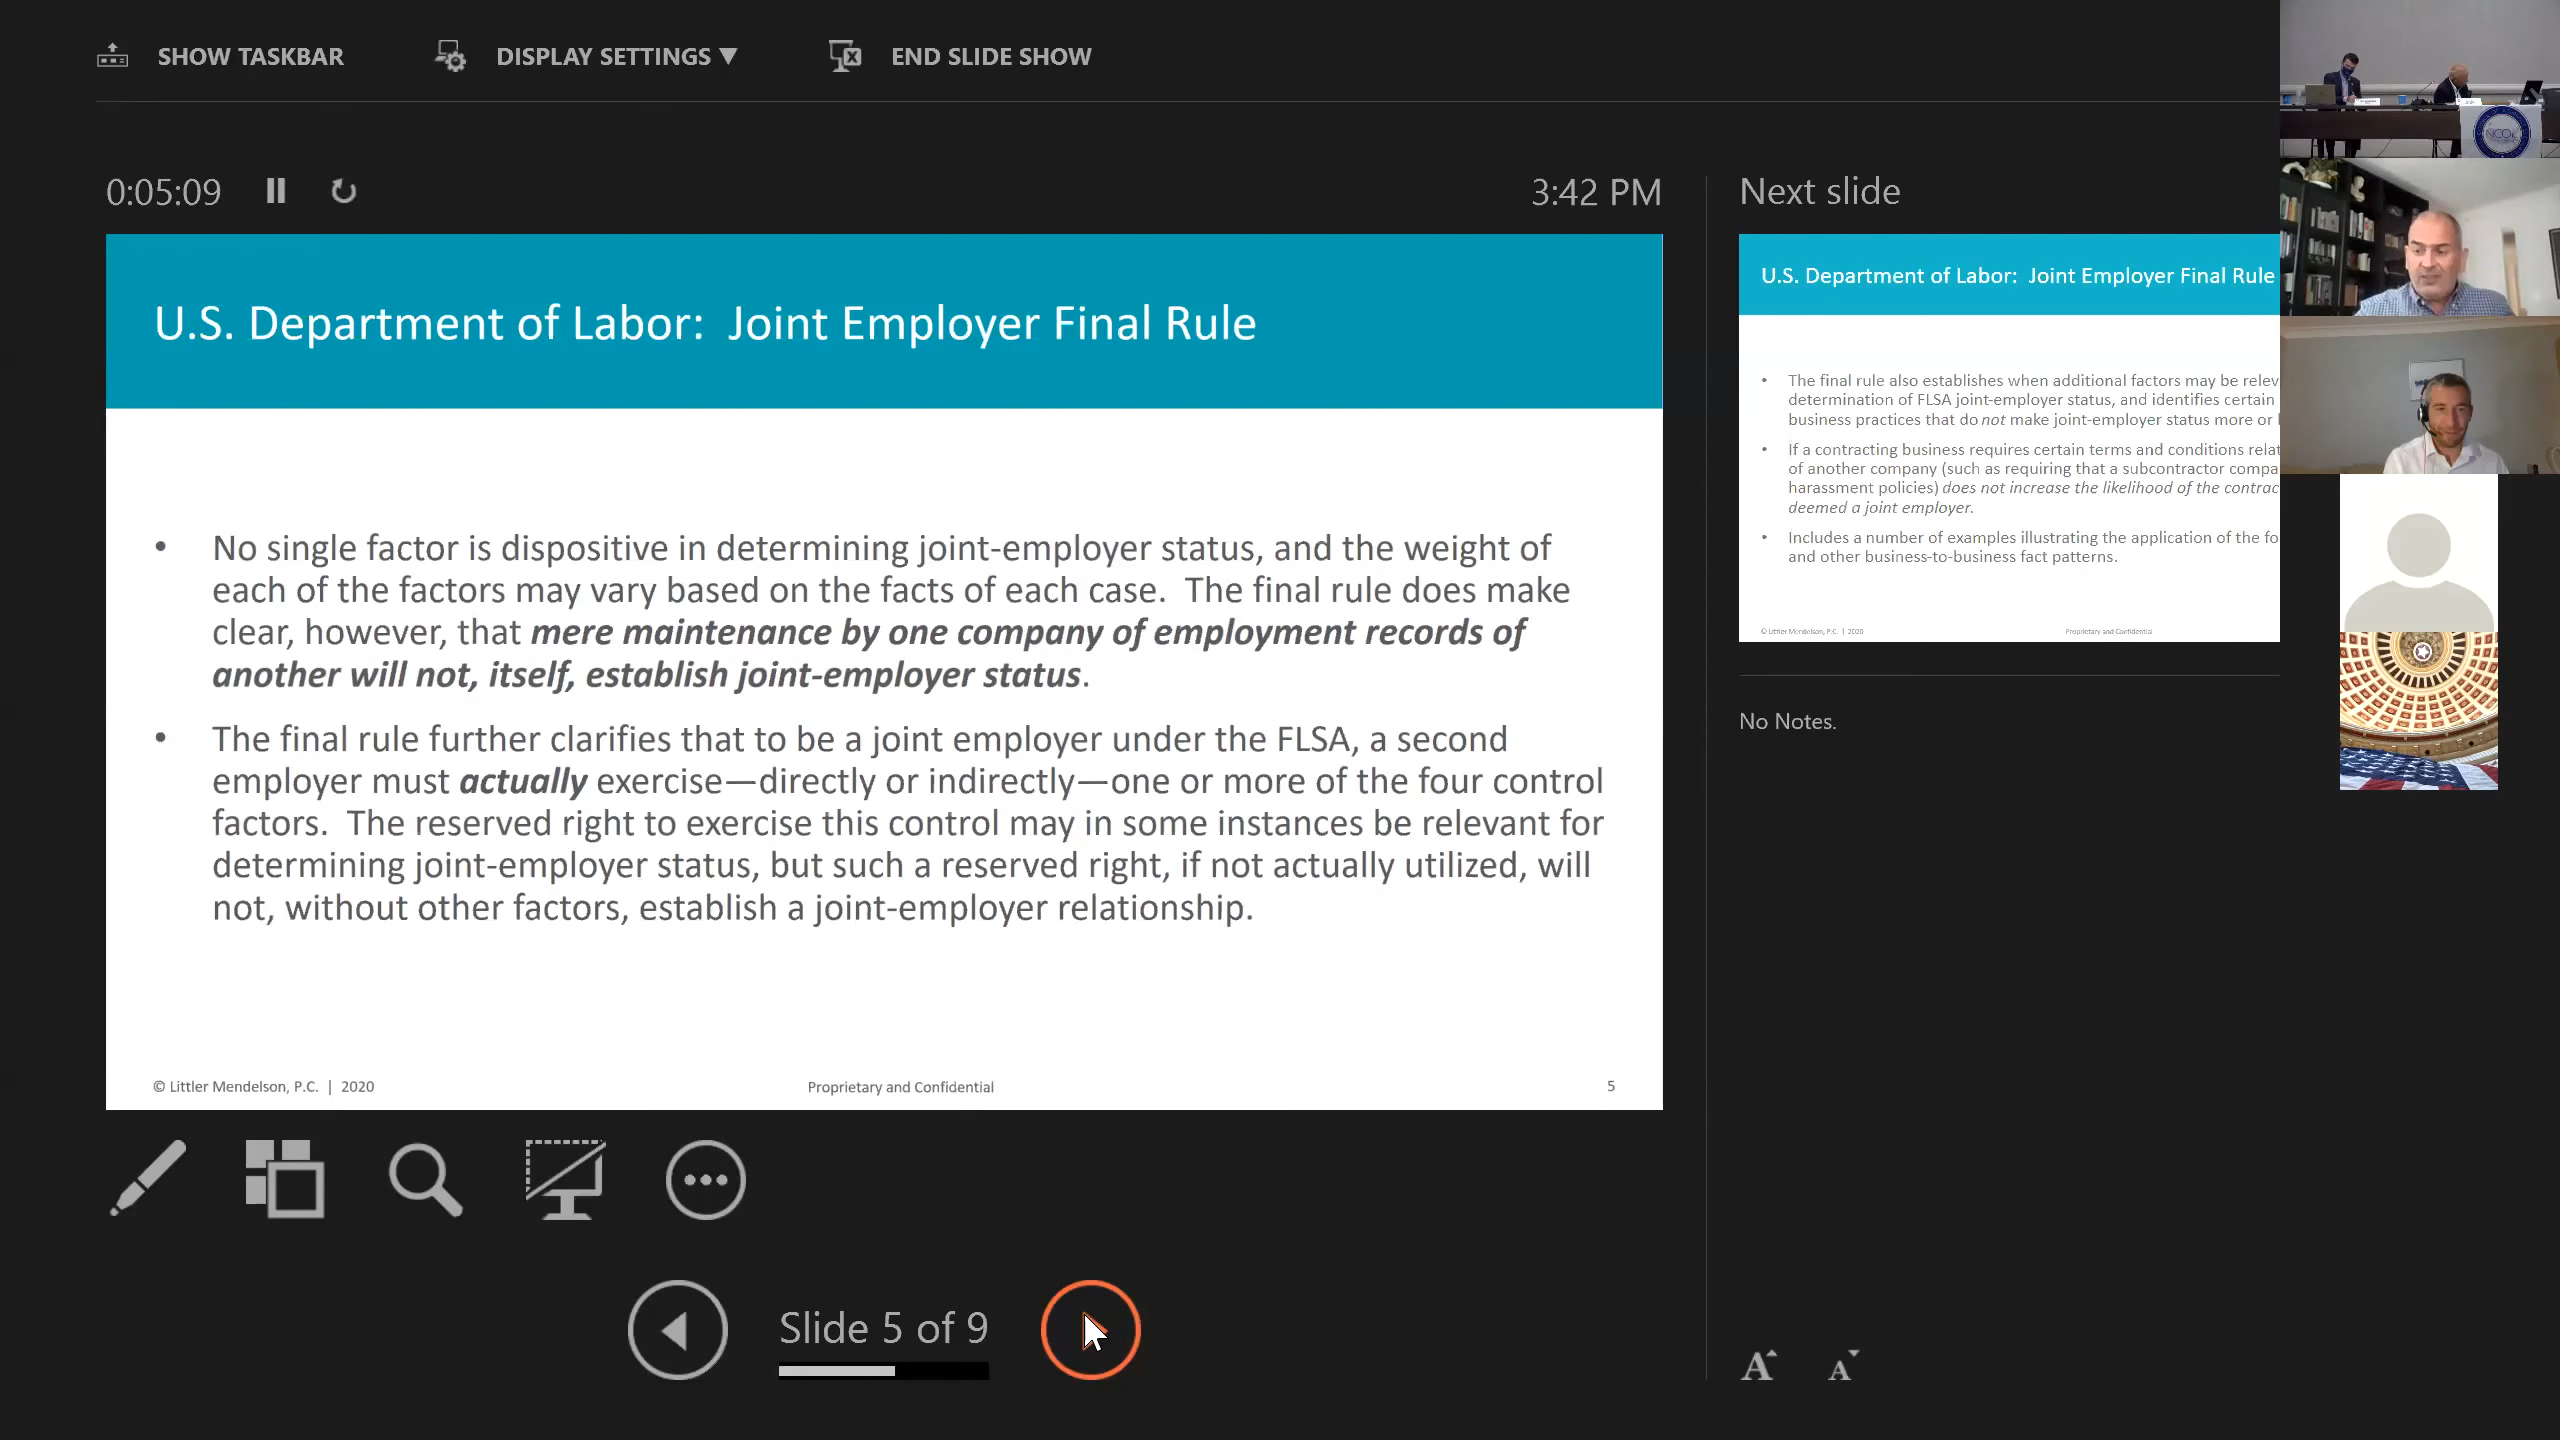 SHOW TASKBAR
DISPLAY SETTINGS ▼
END SLIDE SHOW
0:05:09
3:42 PM
U.S. Department of Labor: Joint Employer Final Rule
• No single factor is dispositive in determining joint-employer status, and the weight of
each of the factors may vary based on the facts of each case. The final rule does make
clear, however, that mere maintenance by one company of employment records of
another will not, itself, establish joint-employer status.
• The final rule further clarifies that to be a joint employer under the FLSA, a second
employer must actually exercise—directly or indirectly—one or more of the four control
factors. The reserved right to exercise this control may in some instances be relevant for
determining joint-employer status, but such a reserved right, if not actually utilized, will
not, without other factors, establish a joint-employer relationship.
© Littler Mendelson, P.C. | 2020
Proprietary and Confidential
5
Slide 5 of 9
Next slide
U.S. Department of Labor: Joint Employer Final Rule
• The final rule also establishes when additional factors may be relev
determination of FLSA joint-employer status, and identifies certain
business practices that do not make joint-employer status more or
• If a contracting business requires certain terms and conditions relat
of another company (such as requiring that a subcontractor compa
harassment policies) does not increase the likelihood of the contrac
deemed a joint employer.
• Includes a number of examples illustrating the application of the fo
and other business-to-business fact patterns.
© Littler Mendelson, P.C. | 2020
Proprietary and Confidential
No Notes.
A A
NCOIL